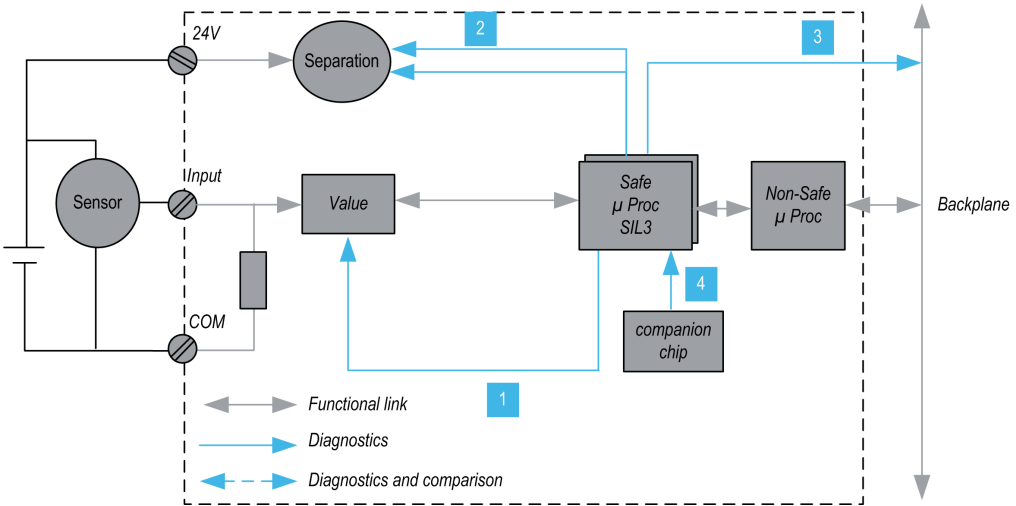 24V
2
3
Separation
Input
Sensor
Value
Safe
µ Proc
SIL3
Non-Safe
µ Proc
Backplane
4
COM
companion
chip
1
Functional link
Diagnostics
Diagnostics and comparison